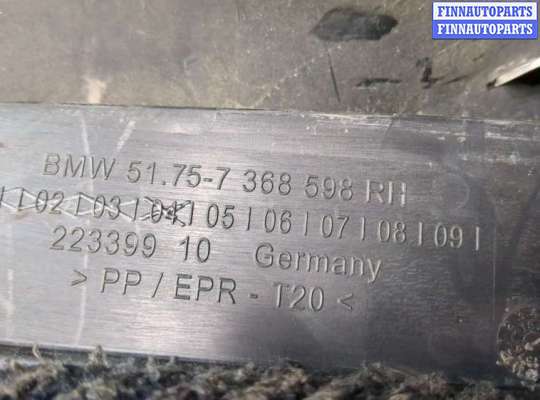 FINNAUTOPARTS
FINNAUTOPARTS
BMW 51.75-7 368 598 RH
| 02 | 03 | 04 | 05 | 06 | 07 | 08 | 09 |
223399 10 Germany
> PP / EPR - T20 <